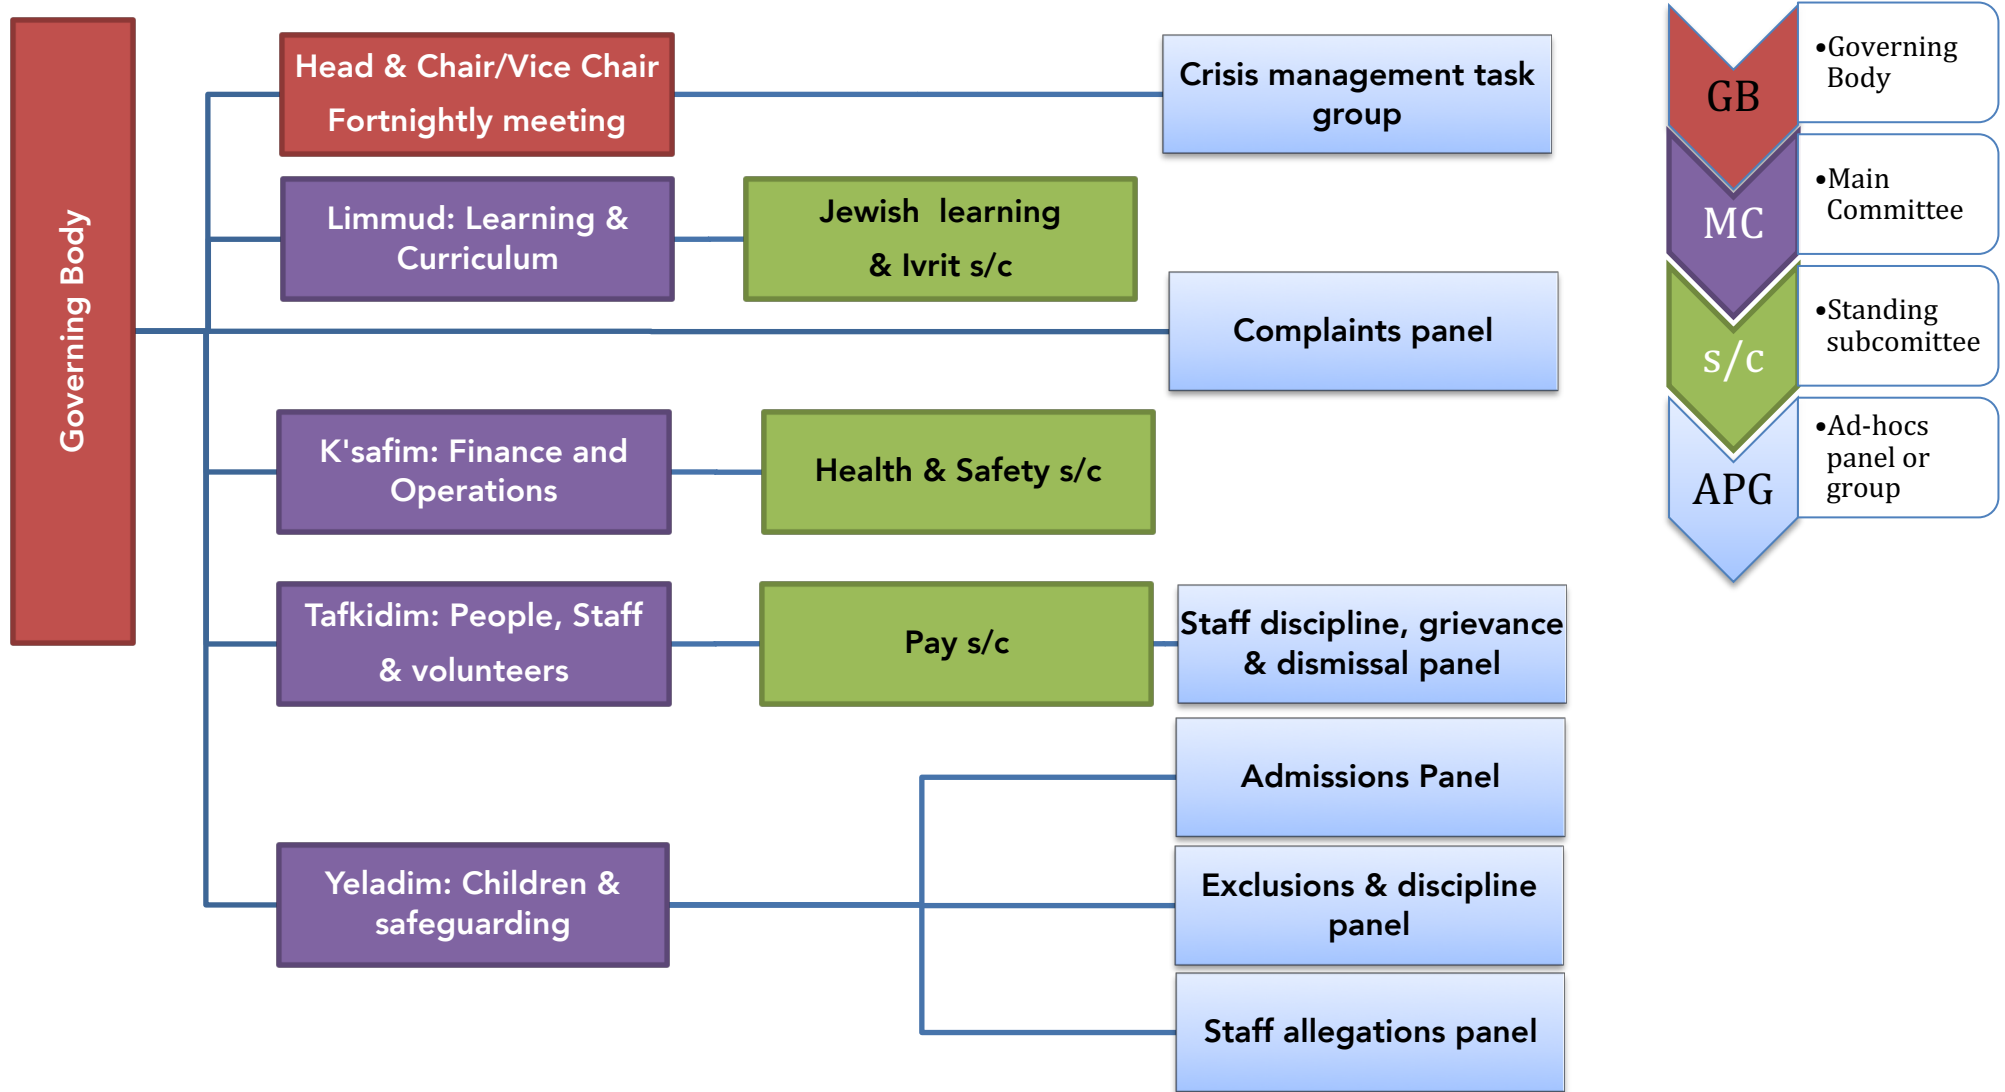 Governing Body
Head & Chair/Vice Chair
Fortnightly meeting
Crisis management task
group
Limmud: Learning &
Curriculum
Jewish learning
& Ivrit s/c
Complaints panel
K'safim: Finance and
Operations
Health & Safety s/c
Tafkidim: People, Staff
& volunteers
Pay s/c
Staff discipline, grievance
& dismissal panel
Admissions Panel
Yeladim: Children &
safeguarding
Exclusions & discipline
panel
Staff allegations panel
GB
•Governing
Body
MC
•Main
Committee
s/c
•Standing
subcomittee
APG
•Ad-hocs
panel or
group